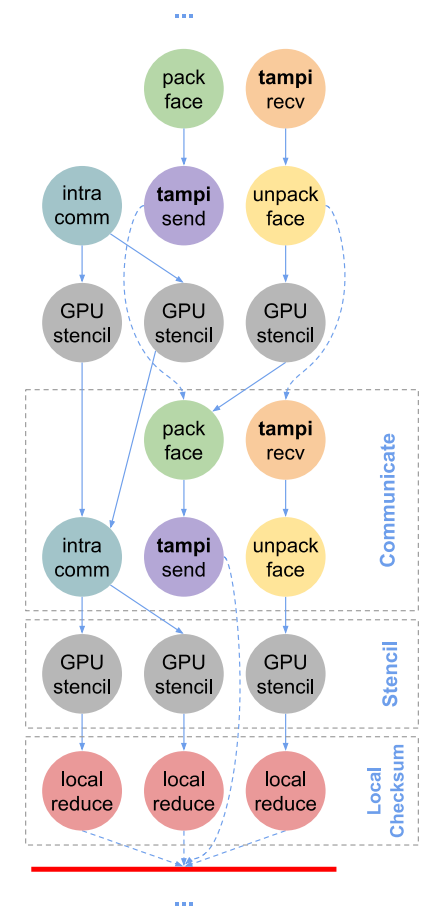 ...
pack
face
tampi
recv
intra
comm
tampi
send
unpack
face
GPU
stencil
GPU
stencil
GPU
stencil
pack
face
tampi
recv
Communicate
intra
comm
tampi
send
unpack
face
GPU
stencil
GPU
stencil
GPU
stencil
Stencil
local
reduce
local
reduce
local
reduce
Local
Checksum
...